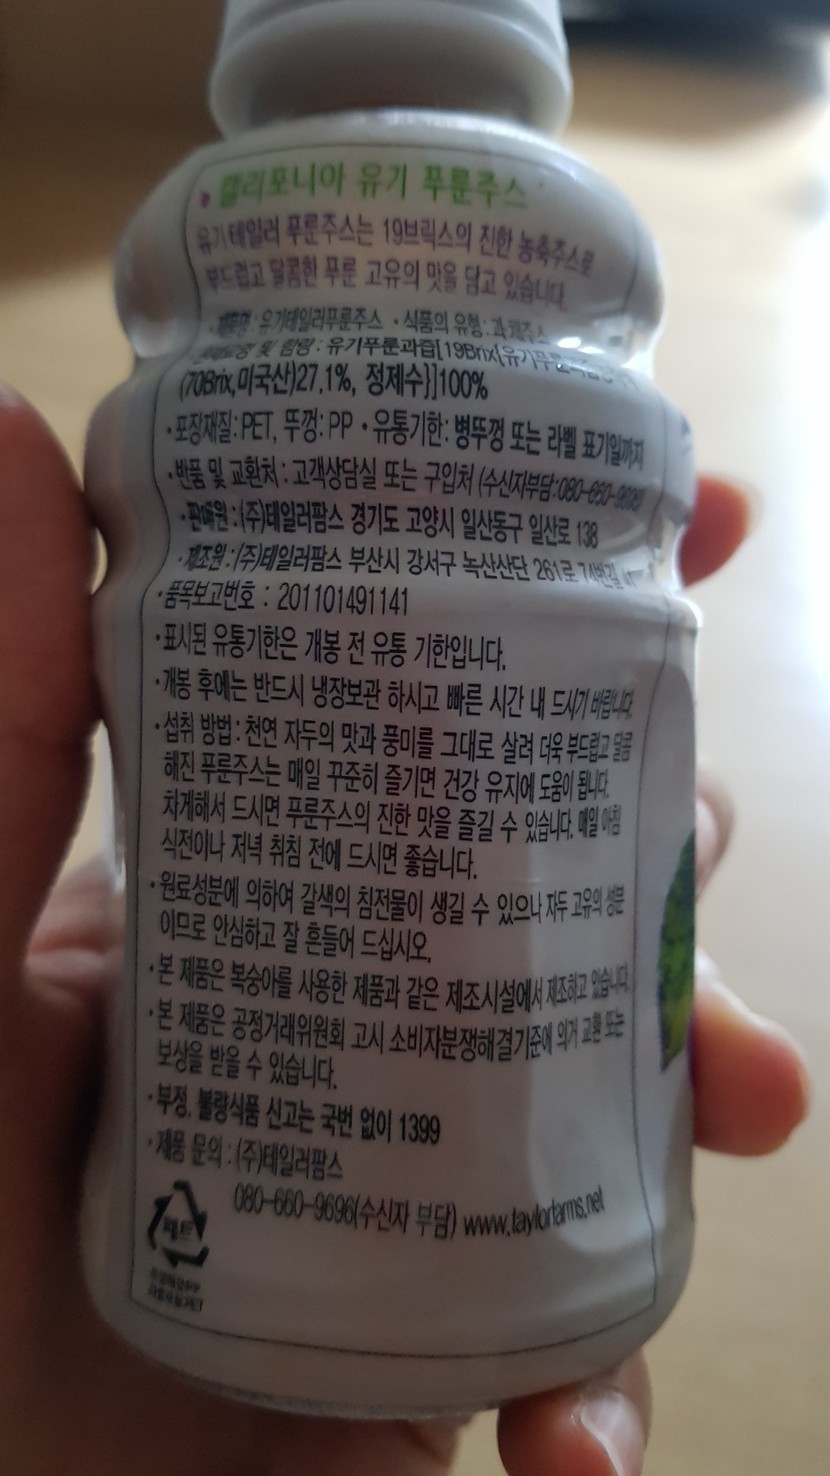 캘리포니아 유기 푸룬주스
유기 테일러 푸룬주스는 19브릭스의 진한 농축주스로
부드럽고 달콤한 푸룬 고유의 맛을 담고 있습니다.
·제품명 : 유기테일러푸룬주스 ·식품의 유형 : 과.채주스
및 함량 : 유기푸룬과즙[19Brix{유기푸룬
(70Brix,미국산)27.1%, 정제수}]100%
·포장재질: PET, 뚜껑: PP ·유통기한: 병뚜껑 또는 라벨 표기일까지
·반품 및 교환처 : 고객상담실 또는 구입처 (수신자부담:080-660-9696)
·판매원 : (주)테일러팜스 경기도 고양시 일산동구 일산로 138
·제조원 : (주)테일러팜스 부산시 강서구 녹산산단 261로 74번길
·품목보고번호 : 201101491141
·표시된 유통기한은 개봉 전 유통 기한입니다.
·개봉 후에는 반드시 냉장보관 하시고 빠른 시간 내 드시기 바랍니다.
·섭취 방법 : 천연 자두의 맛과 풍미를 그대로 살려 더욱 부드럽고 달콤
해진 푸룬주스는 매일 꾸준히 즐기면 건강 유지에 도움이 됩니다.
차게해서 드시면 푸룬주스의 진한 맛을 즐길 수 있습니다. 매일 아침
식전이나 저녁 취침 전에 드시면 좋습니다.
·원료성분에 의하여 갈색의 침전물이 생길 수 있으나 자두 고유의 성분
이므로 안심하고 잘 흔들어 드십시오.
·본 제품은 복숭아를 사용한 제품과 같은 제조시설에서 제조하고 있습니다.
·본 제품은 공정거래위원회 고시 소비자분쟁해결기준에 의거 교환 또는
보상을 받을 수 있습니다.
·부정, 불량식품 신고는 국번 없이 1399
·제품 문의 : (주)테일러팜스
080-660-9696(수신자 부담) www.taylorfarms.net
페트